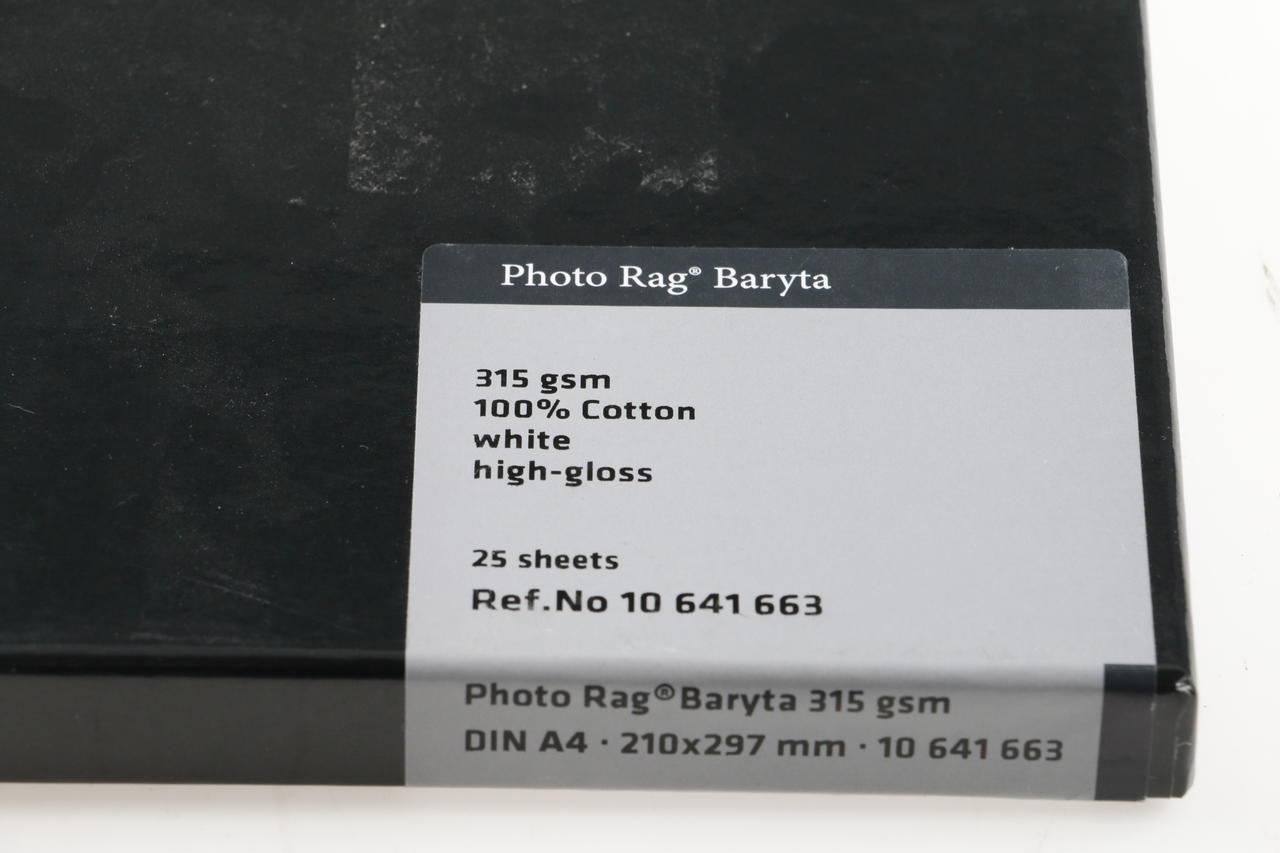 Photo Rag® Baryta
315 gsm
100% Cotton
white
high-gloss
25 sheets
Ref.No 10 641 663
Photo Rag® Baryta 315 gsm
DIN A4 · 210x297 mm · 10 641 663